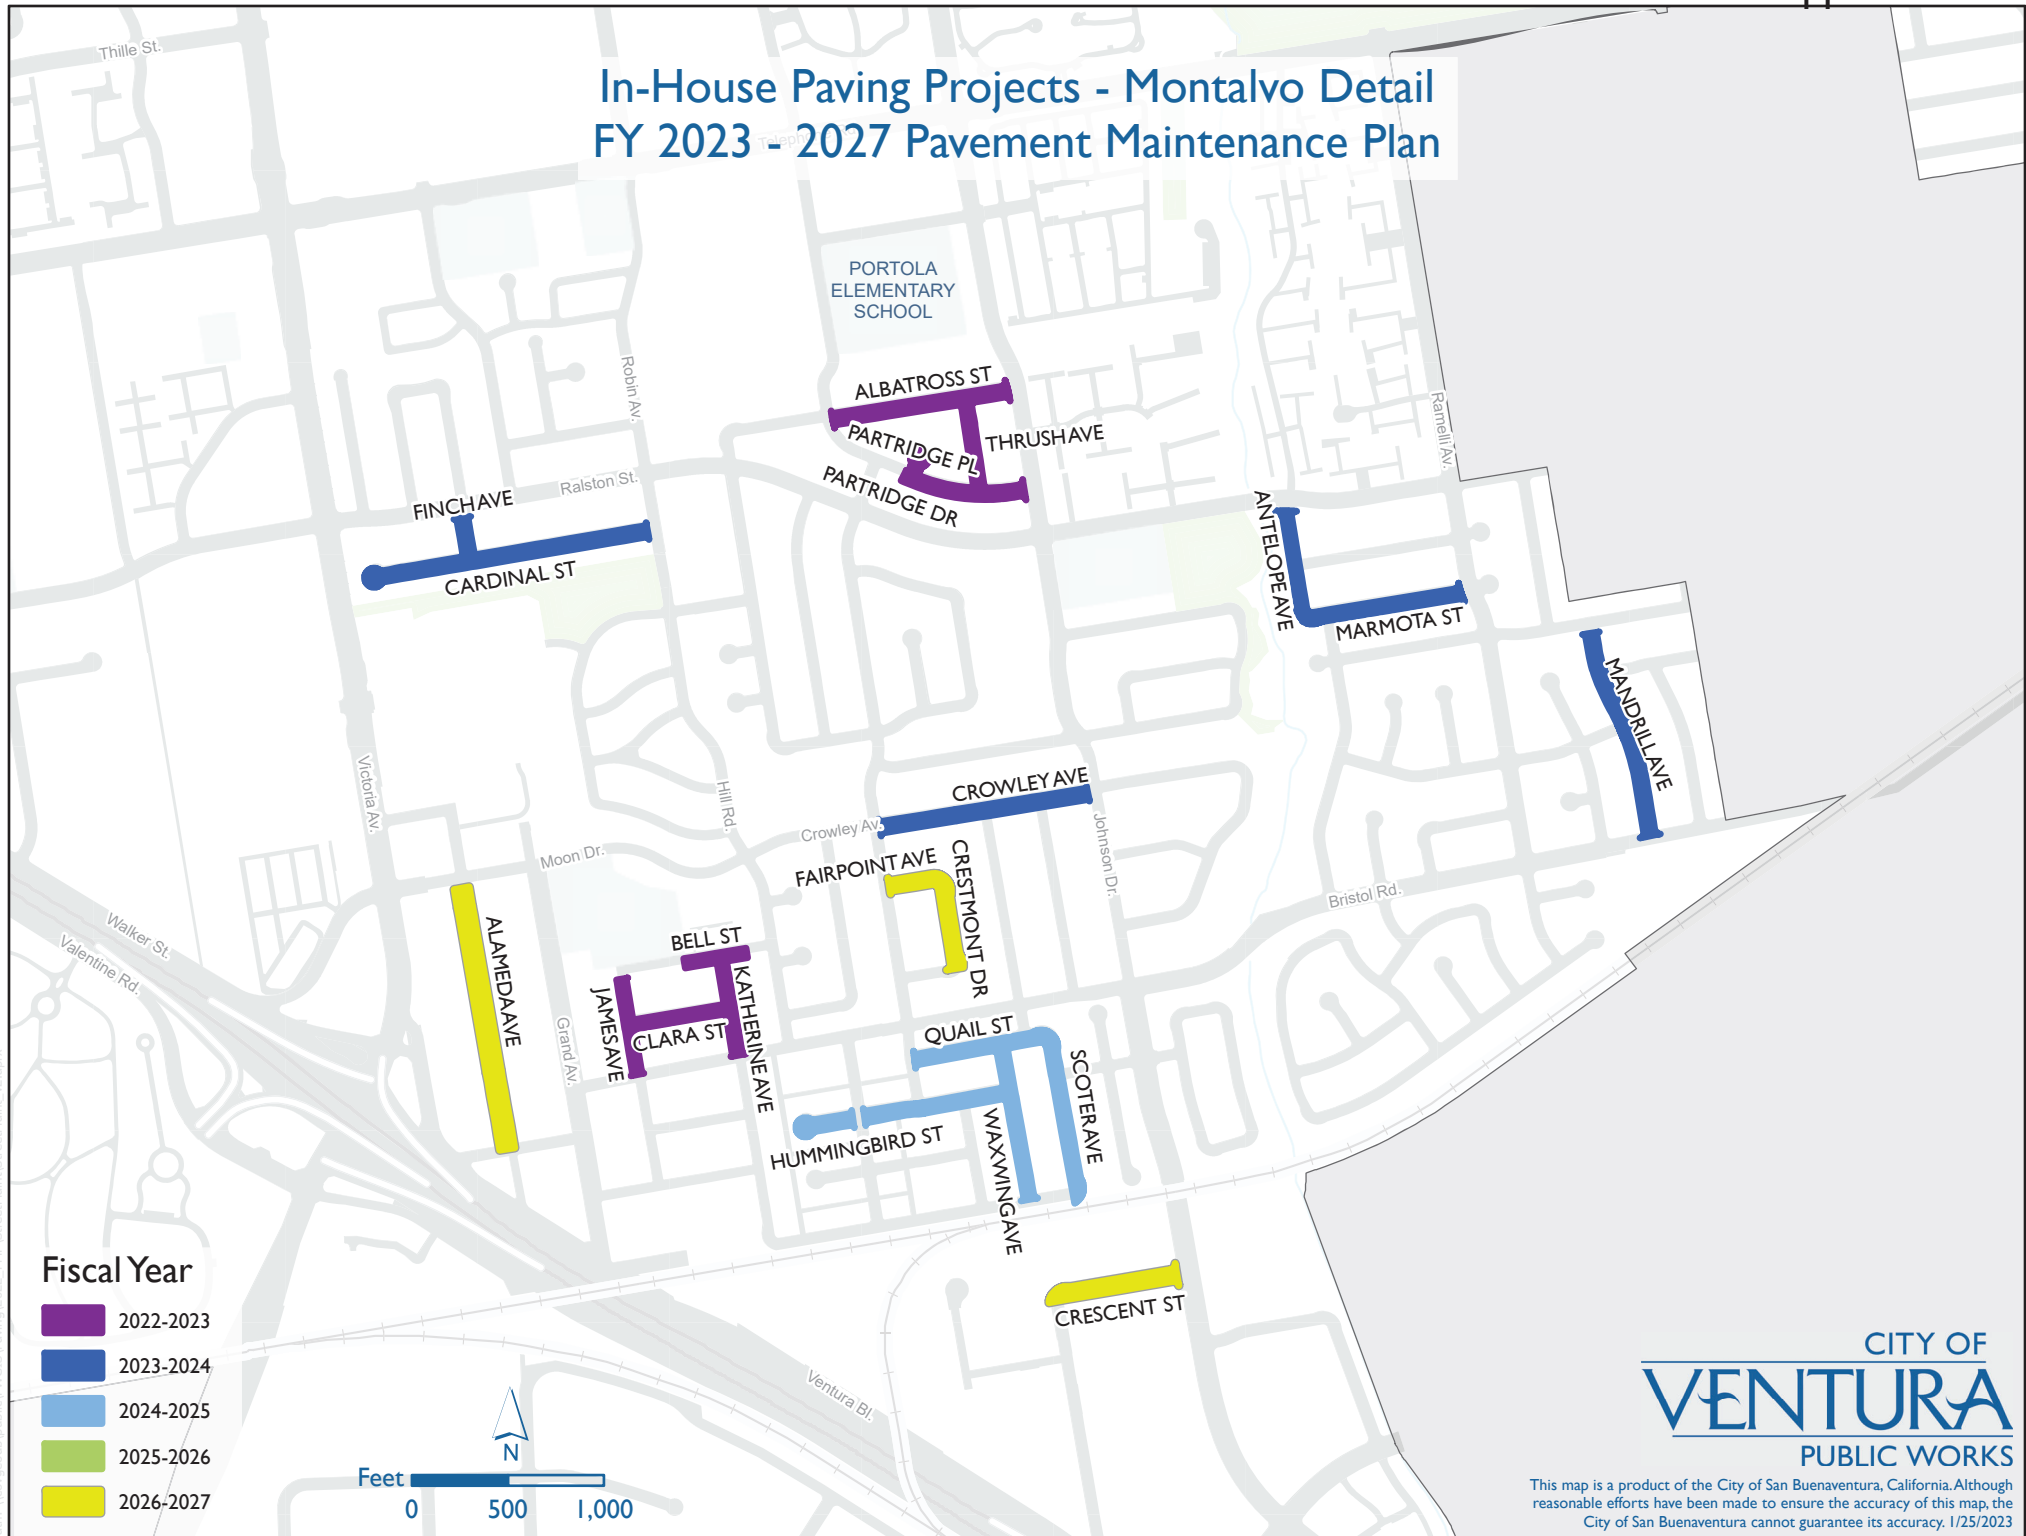 Thille St.
In-House Paving Projects - Montalvo Detail
FY 2023 - 2027 Pavement Maintenance Plan
PORTOLA
ELEMENTARY
SCHOOL
Robin Av.
Ramelli Av.
ALBATROSS ST
PARTRIDGE PL
THRUSH AVE
PARTRIDGE DR
Ralston St.
FINCH AVE
CARDINAL ST
ANTELOPE AVE
MARMOTA ST
MANDRILL AVE
Victoria Av.
Hill Rd.
CROWLEY AVE
Crowley Av.
Johnson Dr.
Moon Dr.
FAIRPOINT AVE
CRESTMONT DR
Bristol Rd.
Walker St.
Valentine Rd.
ALAMEDA AVE
BELL ST
JAMES AVE
KATHERINE AVE
CLARA ST
Grand Av.
QUAIL ST
SCOTER AVE
HUMMINGBIRD ST
WAXWING AVE
CRESCENT ST
Ventura Bl.
Fiscal Year
2022-2023
2023-2024
2024-2025
2025-2026
2026-2027
N
Feet
0 500 1,000
CITY OF
VENTURA
PUBLIC WORKS
This map is a product of the City of San Buenaventura, California. Although
reasonable efforts have been made to ensure the accuracy of this map, the
City of San Buenaventura cannot guarantee its accuracy. 1/25/2023